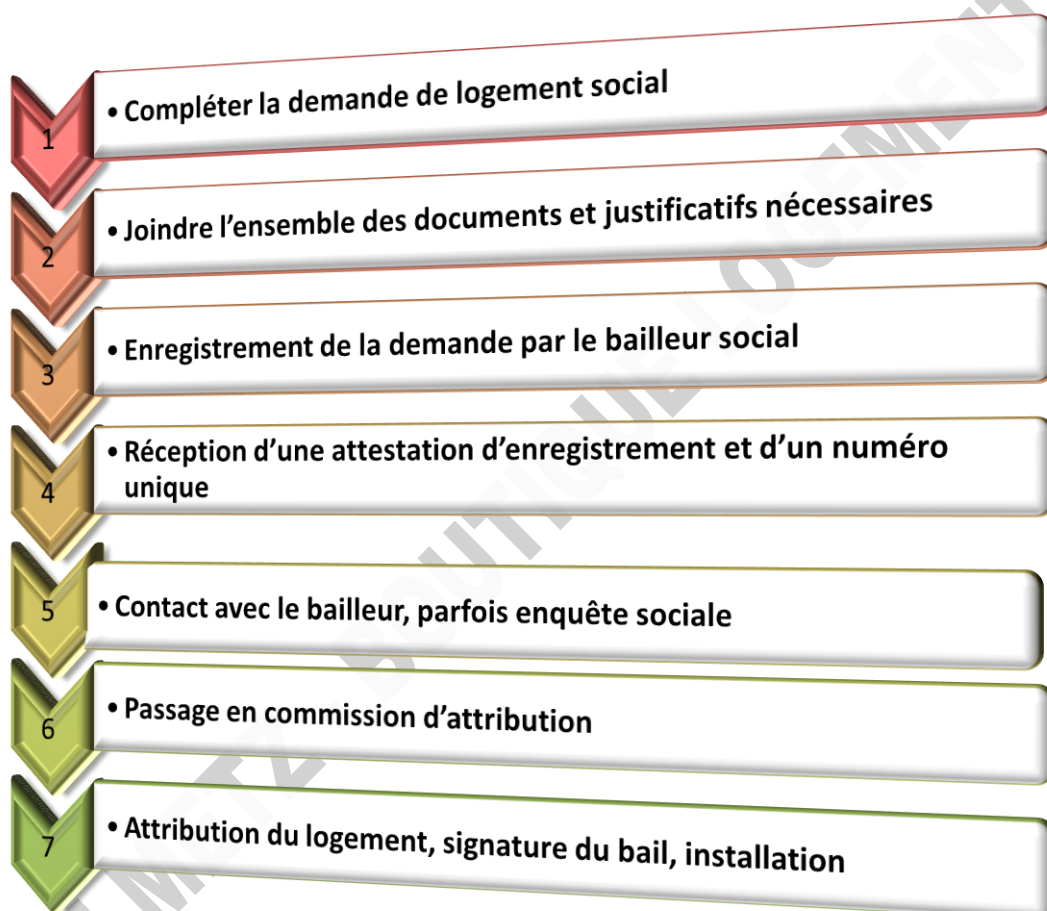 1
• Compléter la demande de logement social
2
• Joindre l’ensemble des documents et justificatifs nécessaires
3
• Enregistrement de la demande par le bailleur social
4
• Réception d’une attestation d’enregistrement et d’un numéro
unique
5
• Contact avec le bailleur, parfois enquête sociale
6
• Passage en commission d’attribution
7
• Attribution du logement, signature du bail, installation
METZ BOUTIQUE LOGEMENT